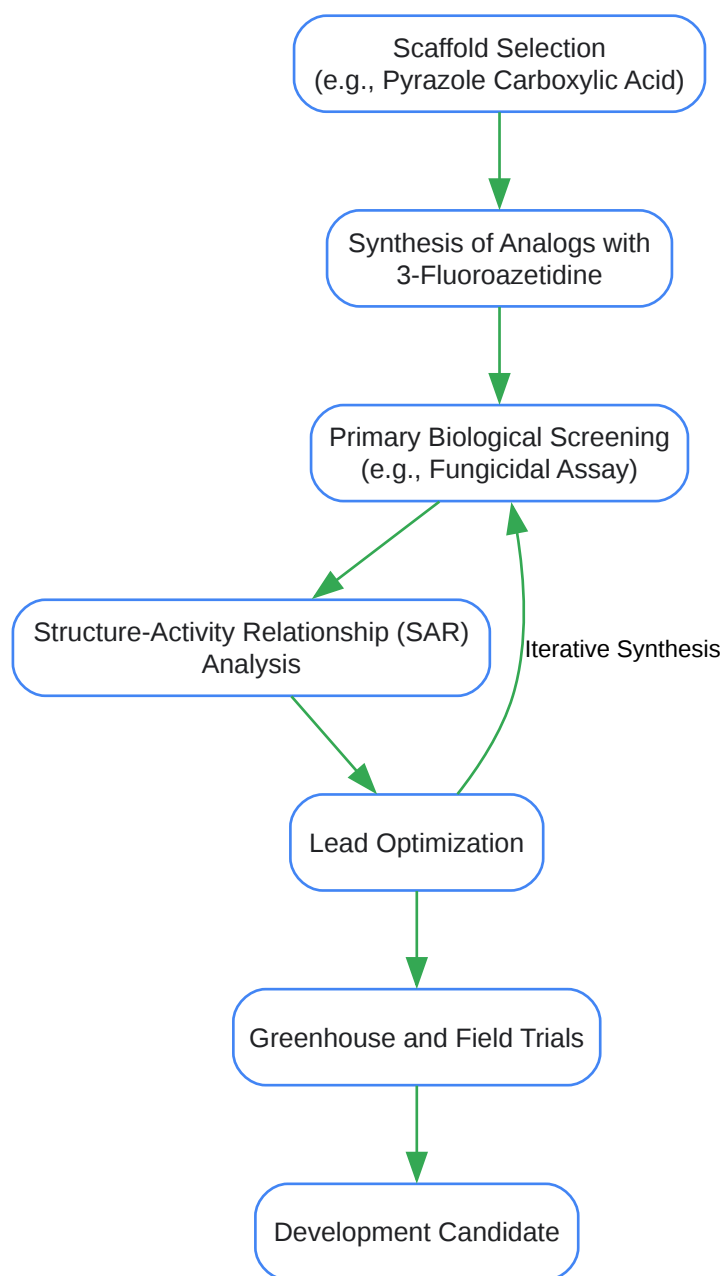 Scaffold Selection
(e.g., Pyrazole Carboxylic Acid)
Synthesis of Analogs with
3-Fluoroazetidine
Primary Biological Screening
(e.g., Fungicidal Assay)
Structure-Activity Relationship (SAR)
Analysis
Iterative Synthesis
Lead Optimization
Greenhouse and Field Trials
Development Candidate